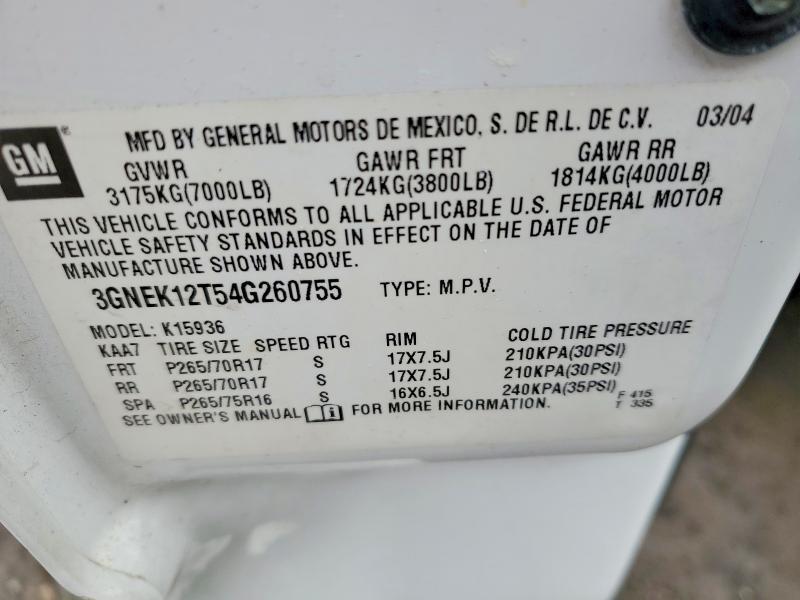 GM ®
MFD BY GENERAL MOTORS DE MEXICO, S. DE R.L. DE C.V. 03/04
GVWR GAWR FRT GAWR RR
3175KG(7000LB) 1724KG(3800LB) 1814KG(4000LB)
THIS VEHICLE CONFORMS TO ALL APPLICABLE U.S. FEDERAL MOTOR
VEHICLE SAFETY STANDARDS IN EFFECT ON THE DATE OF
MANUFACTURE SHOWN ABOVE.
3GNEK12T54G260755 TYPE: M.P.V.
MODEL: K15936
KAA7 TIRE SIZE SPEED RTG RIM COLD TIRE PRESSURE
FRT P265/70R17 S 17X7.5J 210KPA(30PSI)
RR P265/70R17 S 17X7.5J 210KPA(30PSI)
SPA P265/75R16 S 16X6.5J 240KPA(35PSI)
SEE OWNER'S MANUAL i FOR MORE INFORMATION.
F 415
T 335